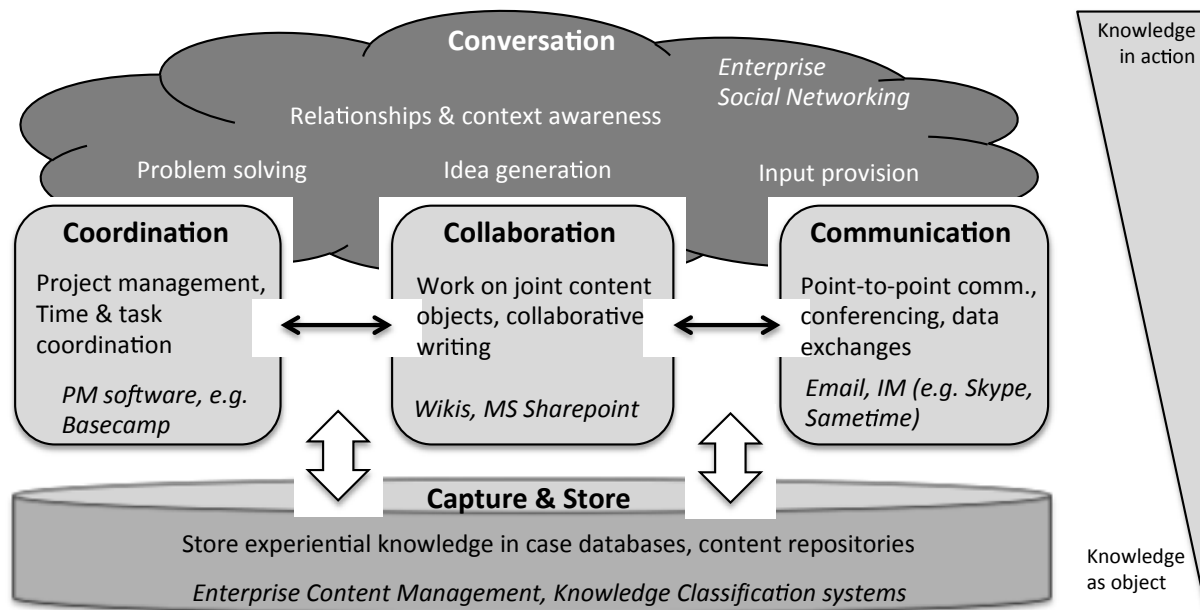 Conversation
Enterprise
Social Networking
Relationships & context awareness
Problem solving
Idea generation
Input provision
Coordination
Project management,
Time & task
coordination
PM software, e.g.
Basecamp
Collaboration
Work on joint content
objects, collaborative
writing
Wikis, MS Sharepoint
Communication
Point-to-point comm.,
conferencing, data
exchanges
Email, IM (e.g. Skype,
Sametime)
Capture & Store
Store experiential knowledge in case databases, content repositories
Enterprise Content Management, Knowledge Classification systems
Knowledge
in action
Knowledge
as object